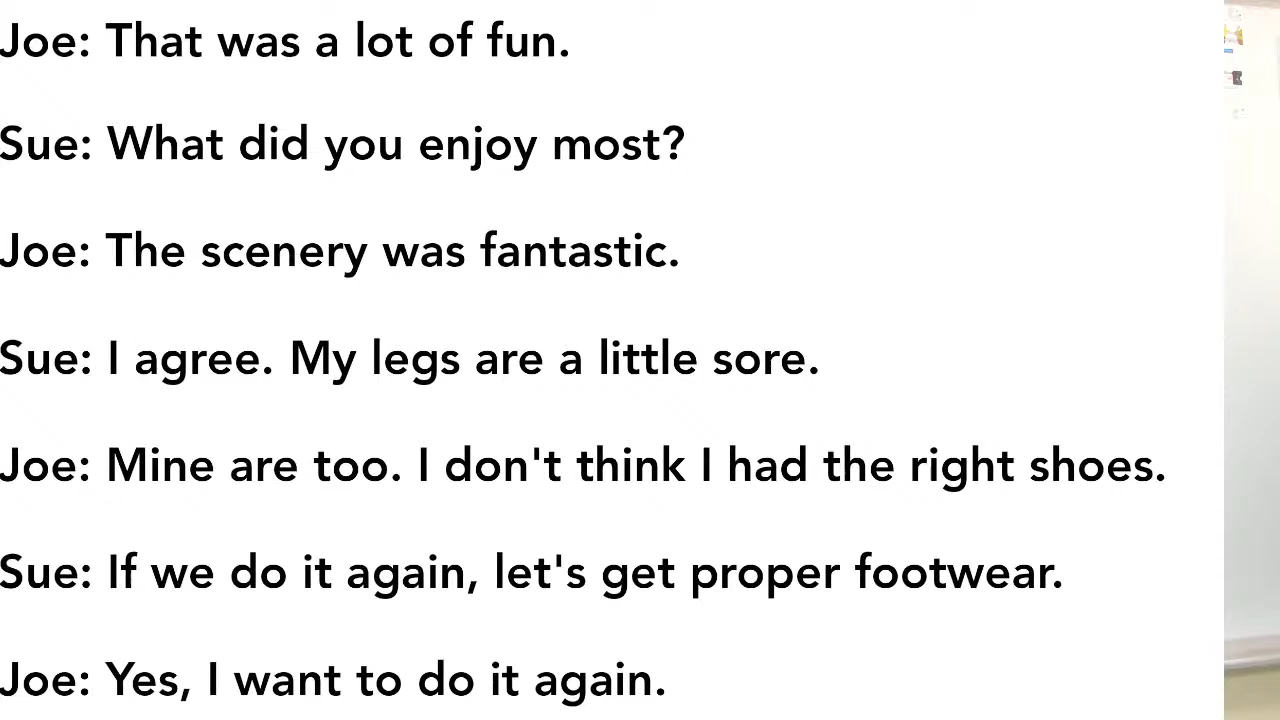 Joe: That was a lot of fun.
Sue: What did you enjoy most?
Joe: The scenery was fantastic.
Sue: I agree. My legs are a little sore.
Joe: Mine are too. I don't think I had the right shoes.
Sue: If we do it again, let's get proper footwear.
Joe: Yes, I want to do it again.